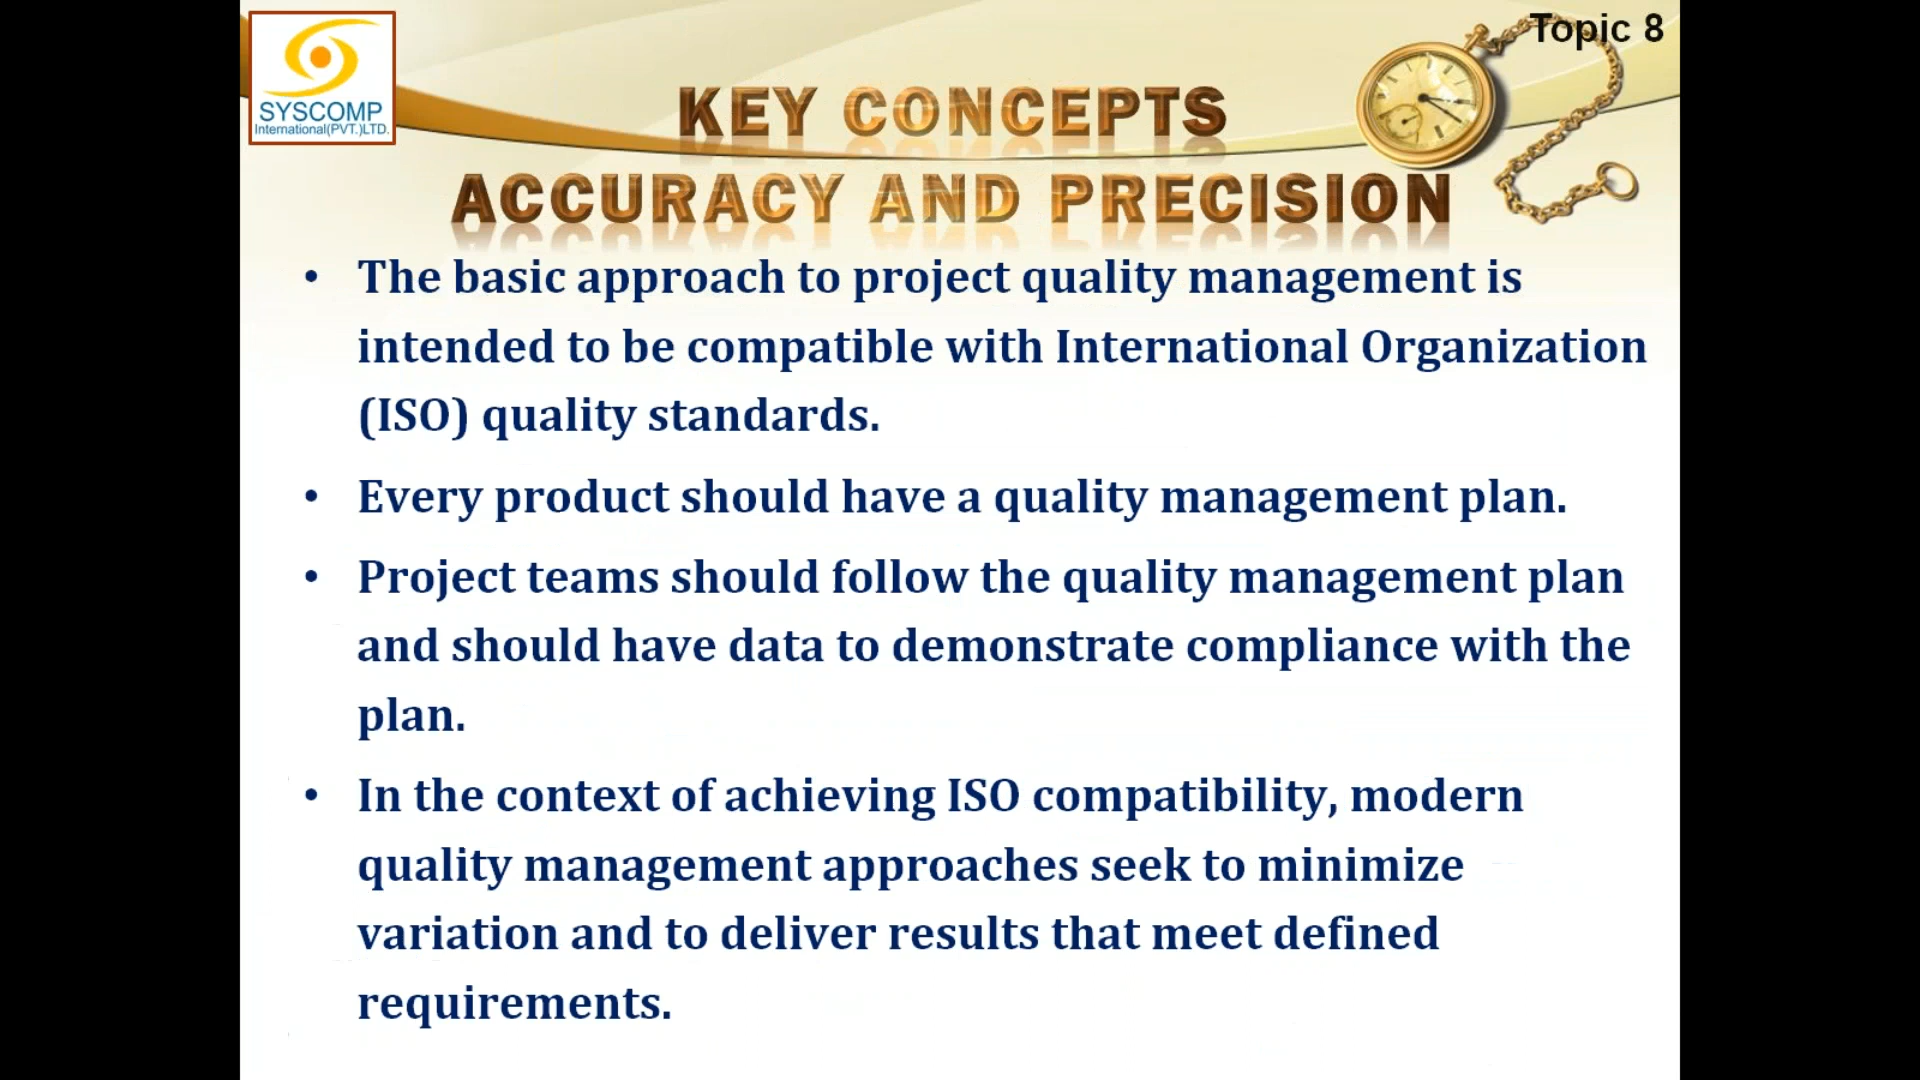 Topic 8
SYSCOMP
International(PVT.)LTD.
KEY CONCEPTS
ACCURACY AND PRECISION
• The basic approach to project quality management is
intended to be compatible with International Organization
(ISO) quality standards.
• Every product should have a quality management plan.
• Project teams should follow the quality management plan
and should have data to demonstrate compliance with the
plan.
• In the context of achieving ISO compatibility, modern
quality management approaches seek to minimize
variation and to deliver results that meet defined
requirements.